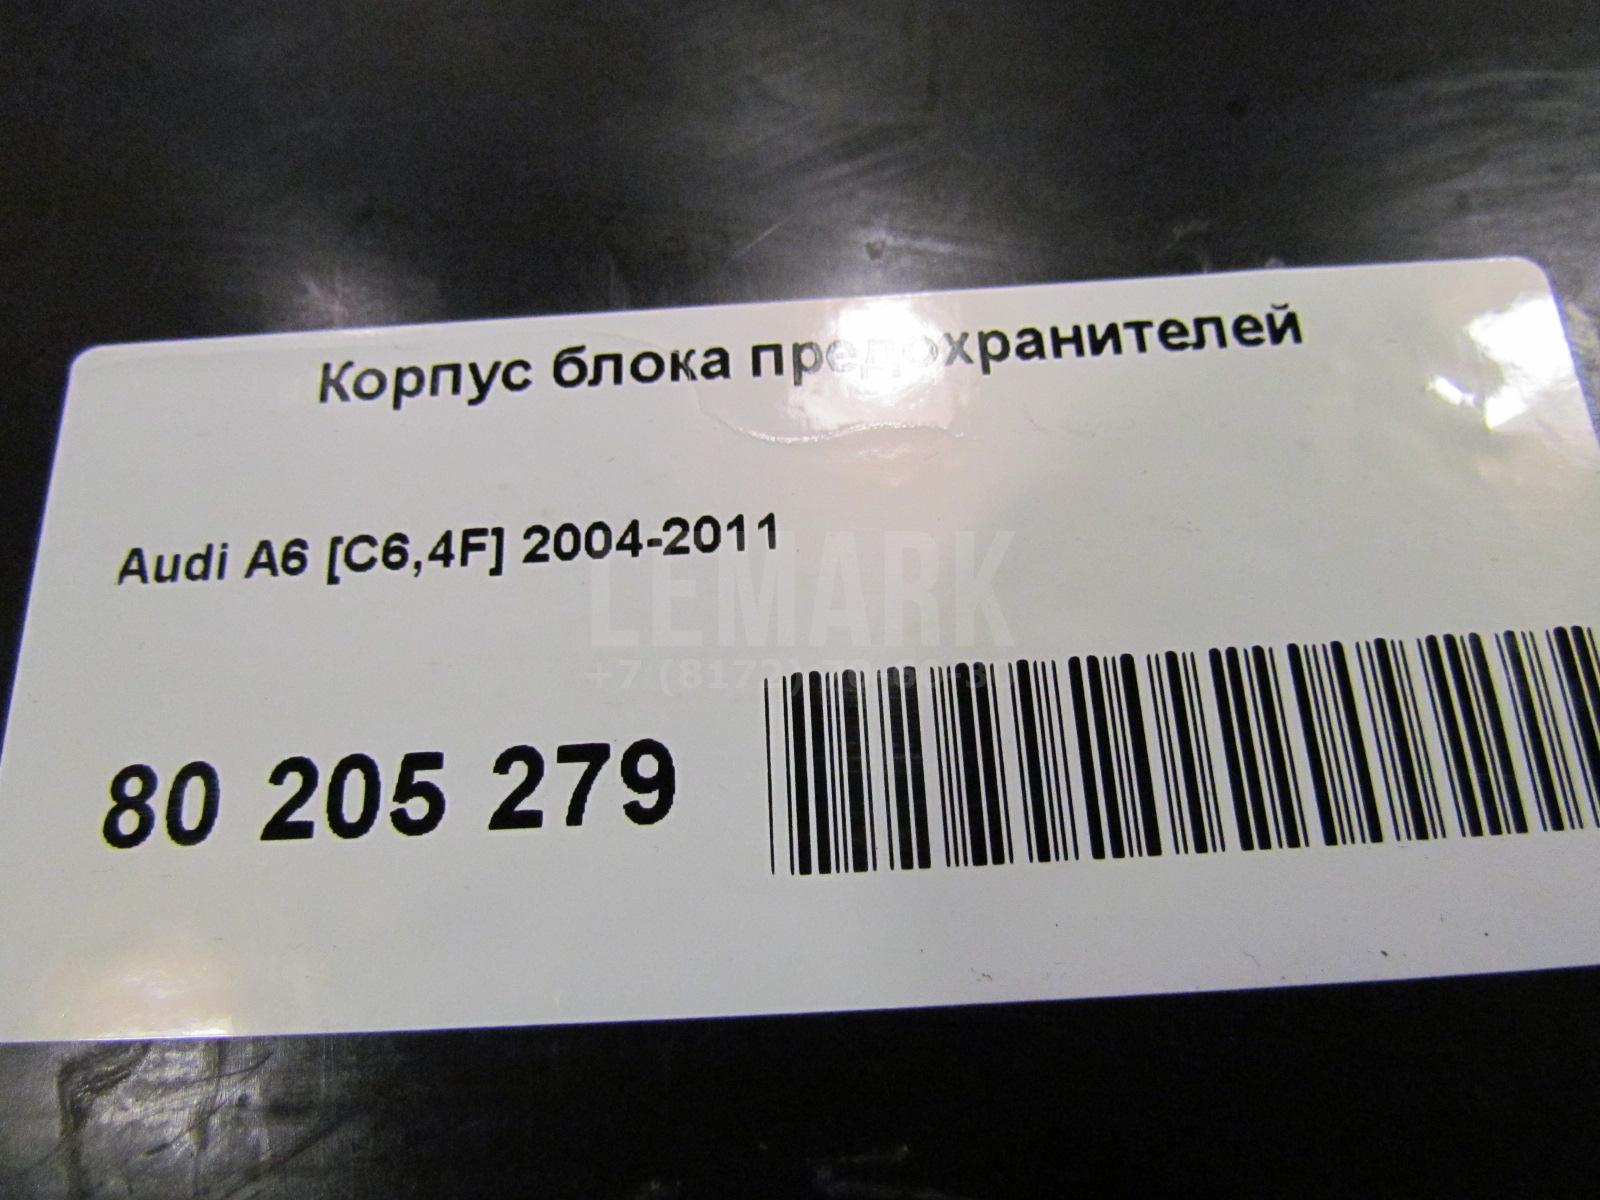 Корпус блока предохранителей
Audi A6 [C6,4F] 2004-2011
LEMARK
80 205 279